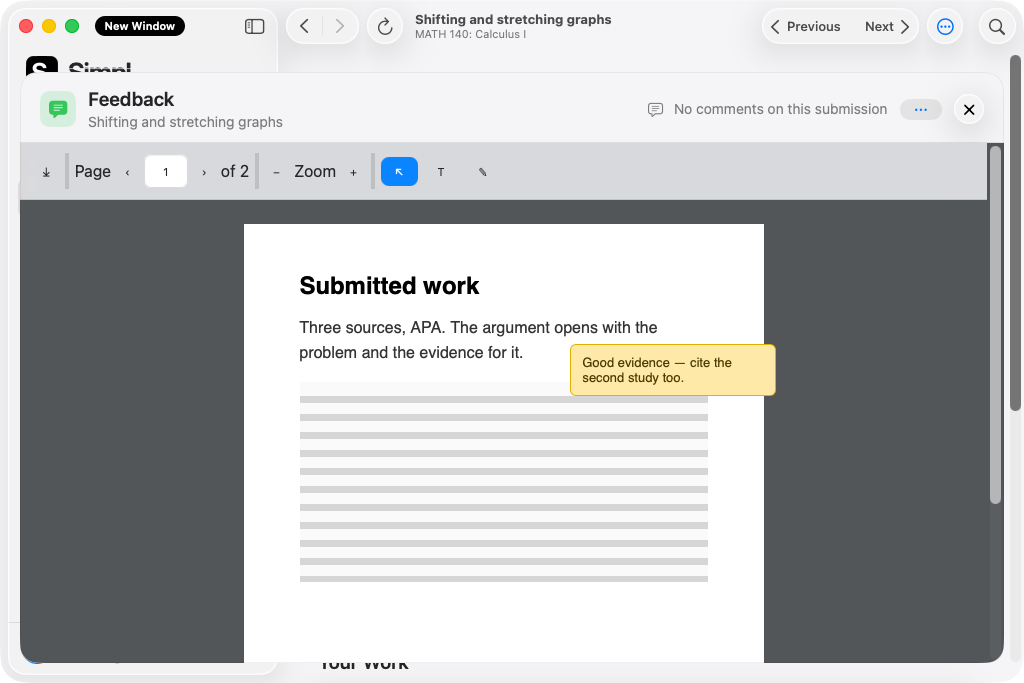 New Window
Shifting and stretching graphs
MATH 140: Calculus I
Previous
Next
Feedback
Shifting and stretching graphs
No comments on this submission
Page
1
of 2
- Zoom +
T
Submitted work
Three sources, APA. The argument opens with the
problem and the evidence for it.
Good evidence — cite the
second study too.
Your Work